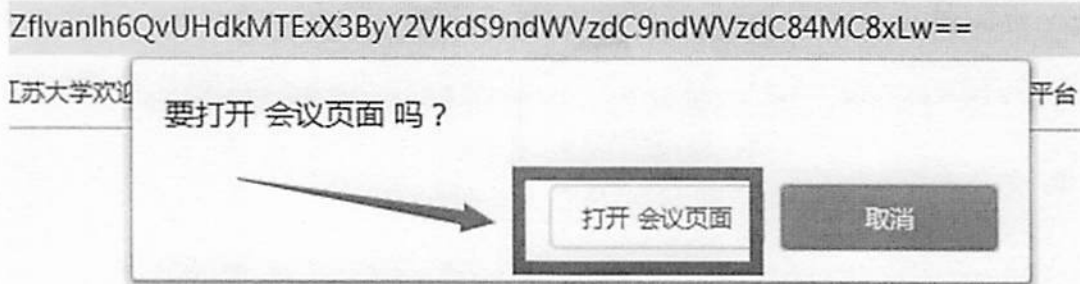 ZflvanIh6QvUHdkMTExX3ByY2VkdS9ndWVzdC9ndWVzdC84MC8xLw==
江苏大学欢迎
平台
要打开 会议页面 吗？
打开 会议页面
取消